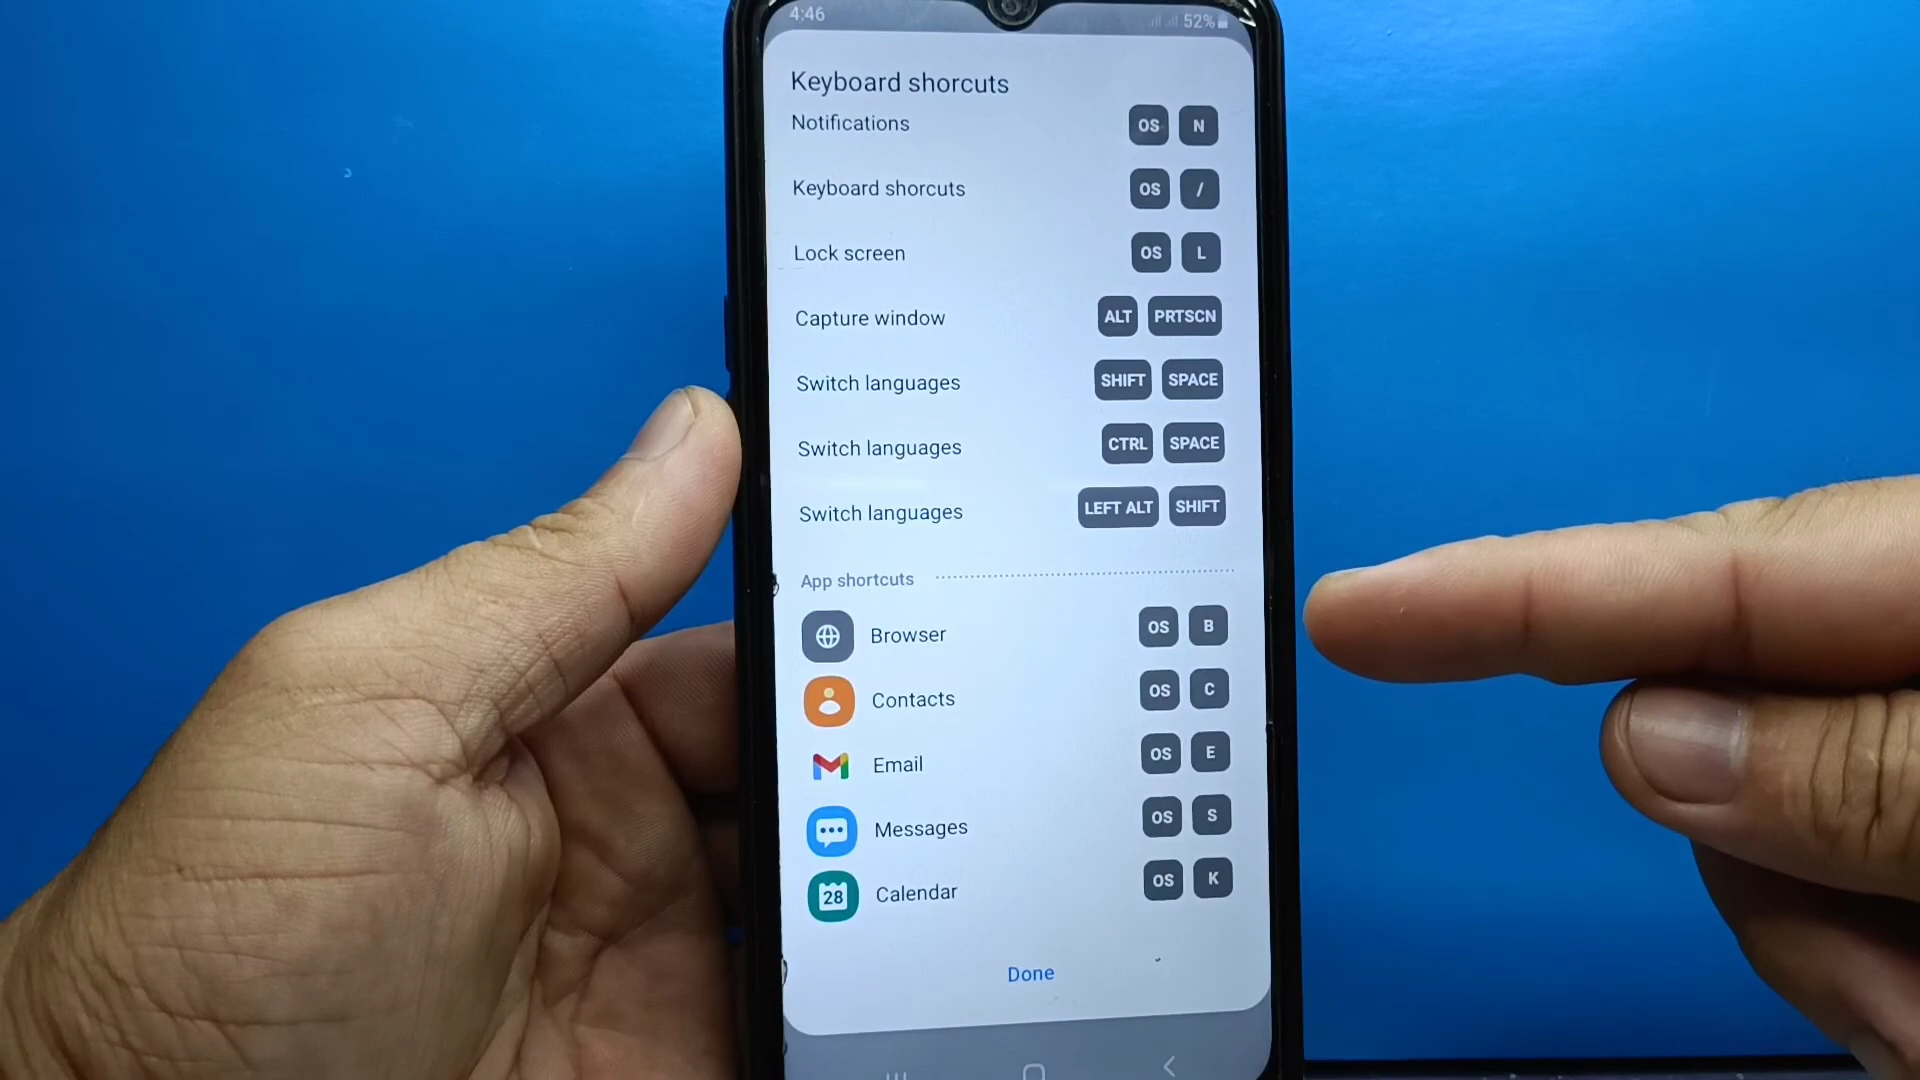 4:46 52%
Keyboard shorcuts
Notifications OS N
Keyboard shorcuts OS /
Lock screen OS L
Capture window ALT PRTSCN
Switch languages SHIFT SPACE
Switch languages CTRL SPACE
Switch languages LEFT ALT SHIFT
App shortcuts
Browser OS B
Contacts OS C
Email OS E
Messages OS S
28 Calendar OS K
Done